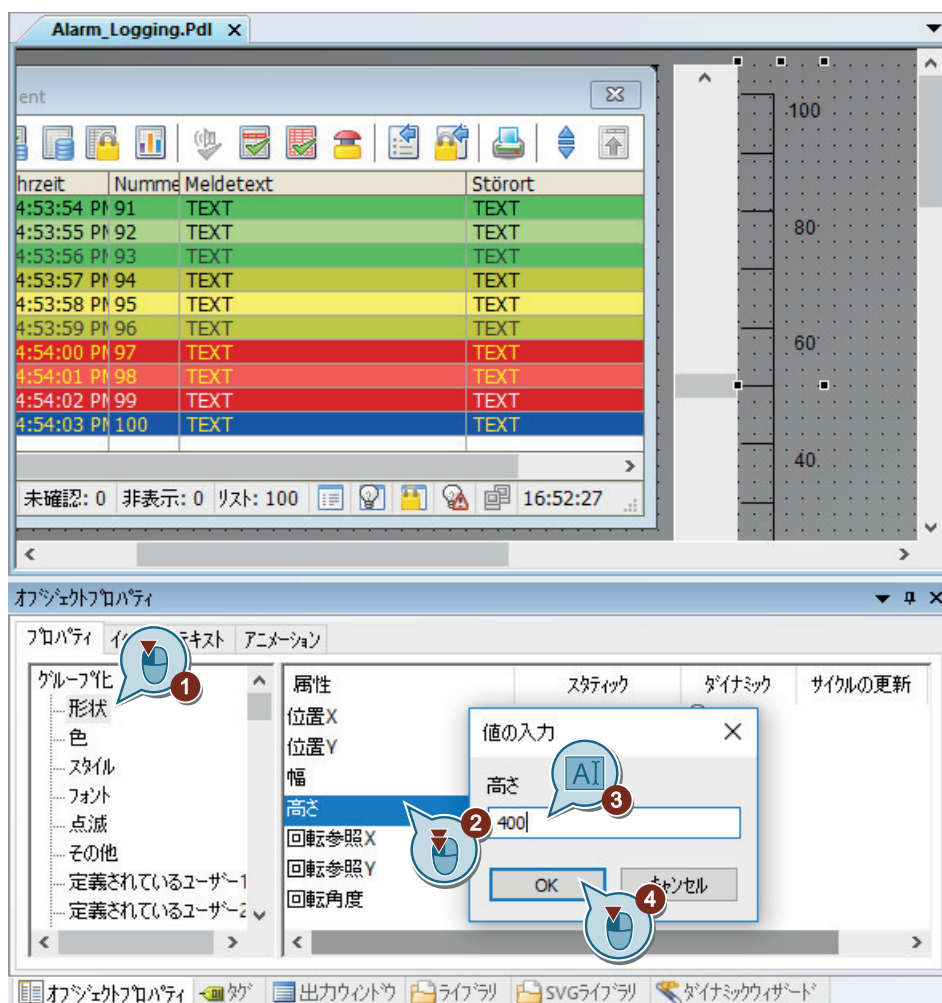 Alarm_Logging.Pdl
ent
hrzeit Numme Meldetext Störort
4:53:54 PM 91 TEXT TEXT
4:53:55 PM 92 TEXT TEXT
4:53:56 PM 93 TEXT TEXT
4:53:57 PM 94 TEXT TEXT
4:53:58 PM 95 TEXT TEXT
4:53:59 PM 96 TEXT TEXT
4:54:00 PM 97 TEXT TEXT
4:54:01 PM 98 TEXT TEXT
4:54:02 PM 99 TEXT TEXT
4:54:03 PM 100 TEXT TEXT
未確認: 0 非表示: 0 リスト: 100 16:52:27
100
80
60
40
オブジェクトプロパティ
プロパティ テキスト アニメーション
グループ化
形状
色
スタイル
フォント
点滅
その他
定義されているユーザー1
定義されているユーザー2
1
属性 スタティック ダイナミック サイクルの更新
位置X
位置Y
幅
高さ
回転参照X
回転参照Y
回転角度
2
値の入力
高さ
AI
3
400
OK キャンセル
4
オブジェクトプロパティ タグ 出力ウィンドウ ライブラリ SVGライブラリ ダイナミックウィザード